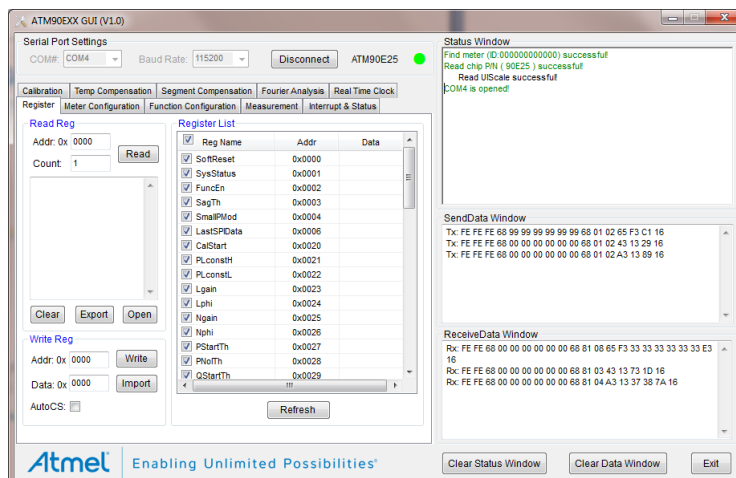 ATM90EXX GUI (V1.0)
Serial Port Settings
COM#: COM4 Baud Rate: 115200 Disconnect ATM90E25
Calibration Temp Compensation Segment Compensation Fourier Analysis Real Time Clock
Register Meter Configuration Function Configuration Measurement Interrupt & Status
Read Reg
Addr: 0x 0000
Count: 1
Read
Clear Export Open
Write Reg
Addr: 0x 0000 Write
Data: 0x 0000 Import
AutoCS:
Register List
Reg Name Addr Data
SoftReset 0x0000
SysStatus 0x0001
FuncEn 0x0002
SagTh 0x0003
SmallPMod 0x0004
LastSPIData 0x0006
CalStart 0x0020
PLconstH 0x0021
PLconstL 0x0022
Lgain 0x0023
Lphi 0x0024
Ngain 0x0025
Nphi 0x0026
PStartTh 0x0027
PNolTh 0x0028
QStartTh 0x0029
Refresh
Status Window
Find meter (ID:000000000000) successful!
Read chip P/N ( 90E25 ) successful!
Read UIScale successful!
COM4 is opened!
SendData Window
Tx: FE FE FE 68 99 99 99 99 99 99 68 01 02 65 F3 C1 16
Tx: FE FE FE 68 00 00 00 00 00 00 68 01 02 43 13 29 16
Tx: FE FE FE 68 00 00 00 00 00 00 68 01 02 A3 13 89 16
ReceiveData Window
Rx: FE FE 68 00 00 00 00 00 00 68 81 08 65 F3 33 33 33 33 33 33 E3
16
Rx: FE FE 68 00 00 00 00 00 00 68 81 03 43 13 73 1D 16
Rx: FE FE 68 00 00 00 00 00 00 68 81 04 A3 13 37 38 7A 16
Atmel Enabling Unlimited Possibilities®
Clear Status Window Clear Data Window Exit